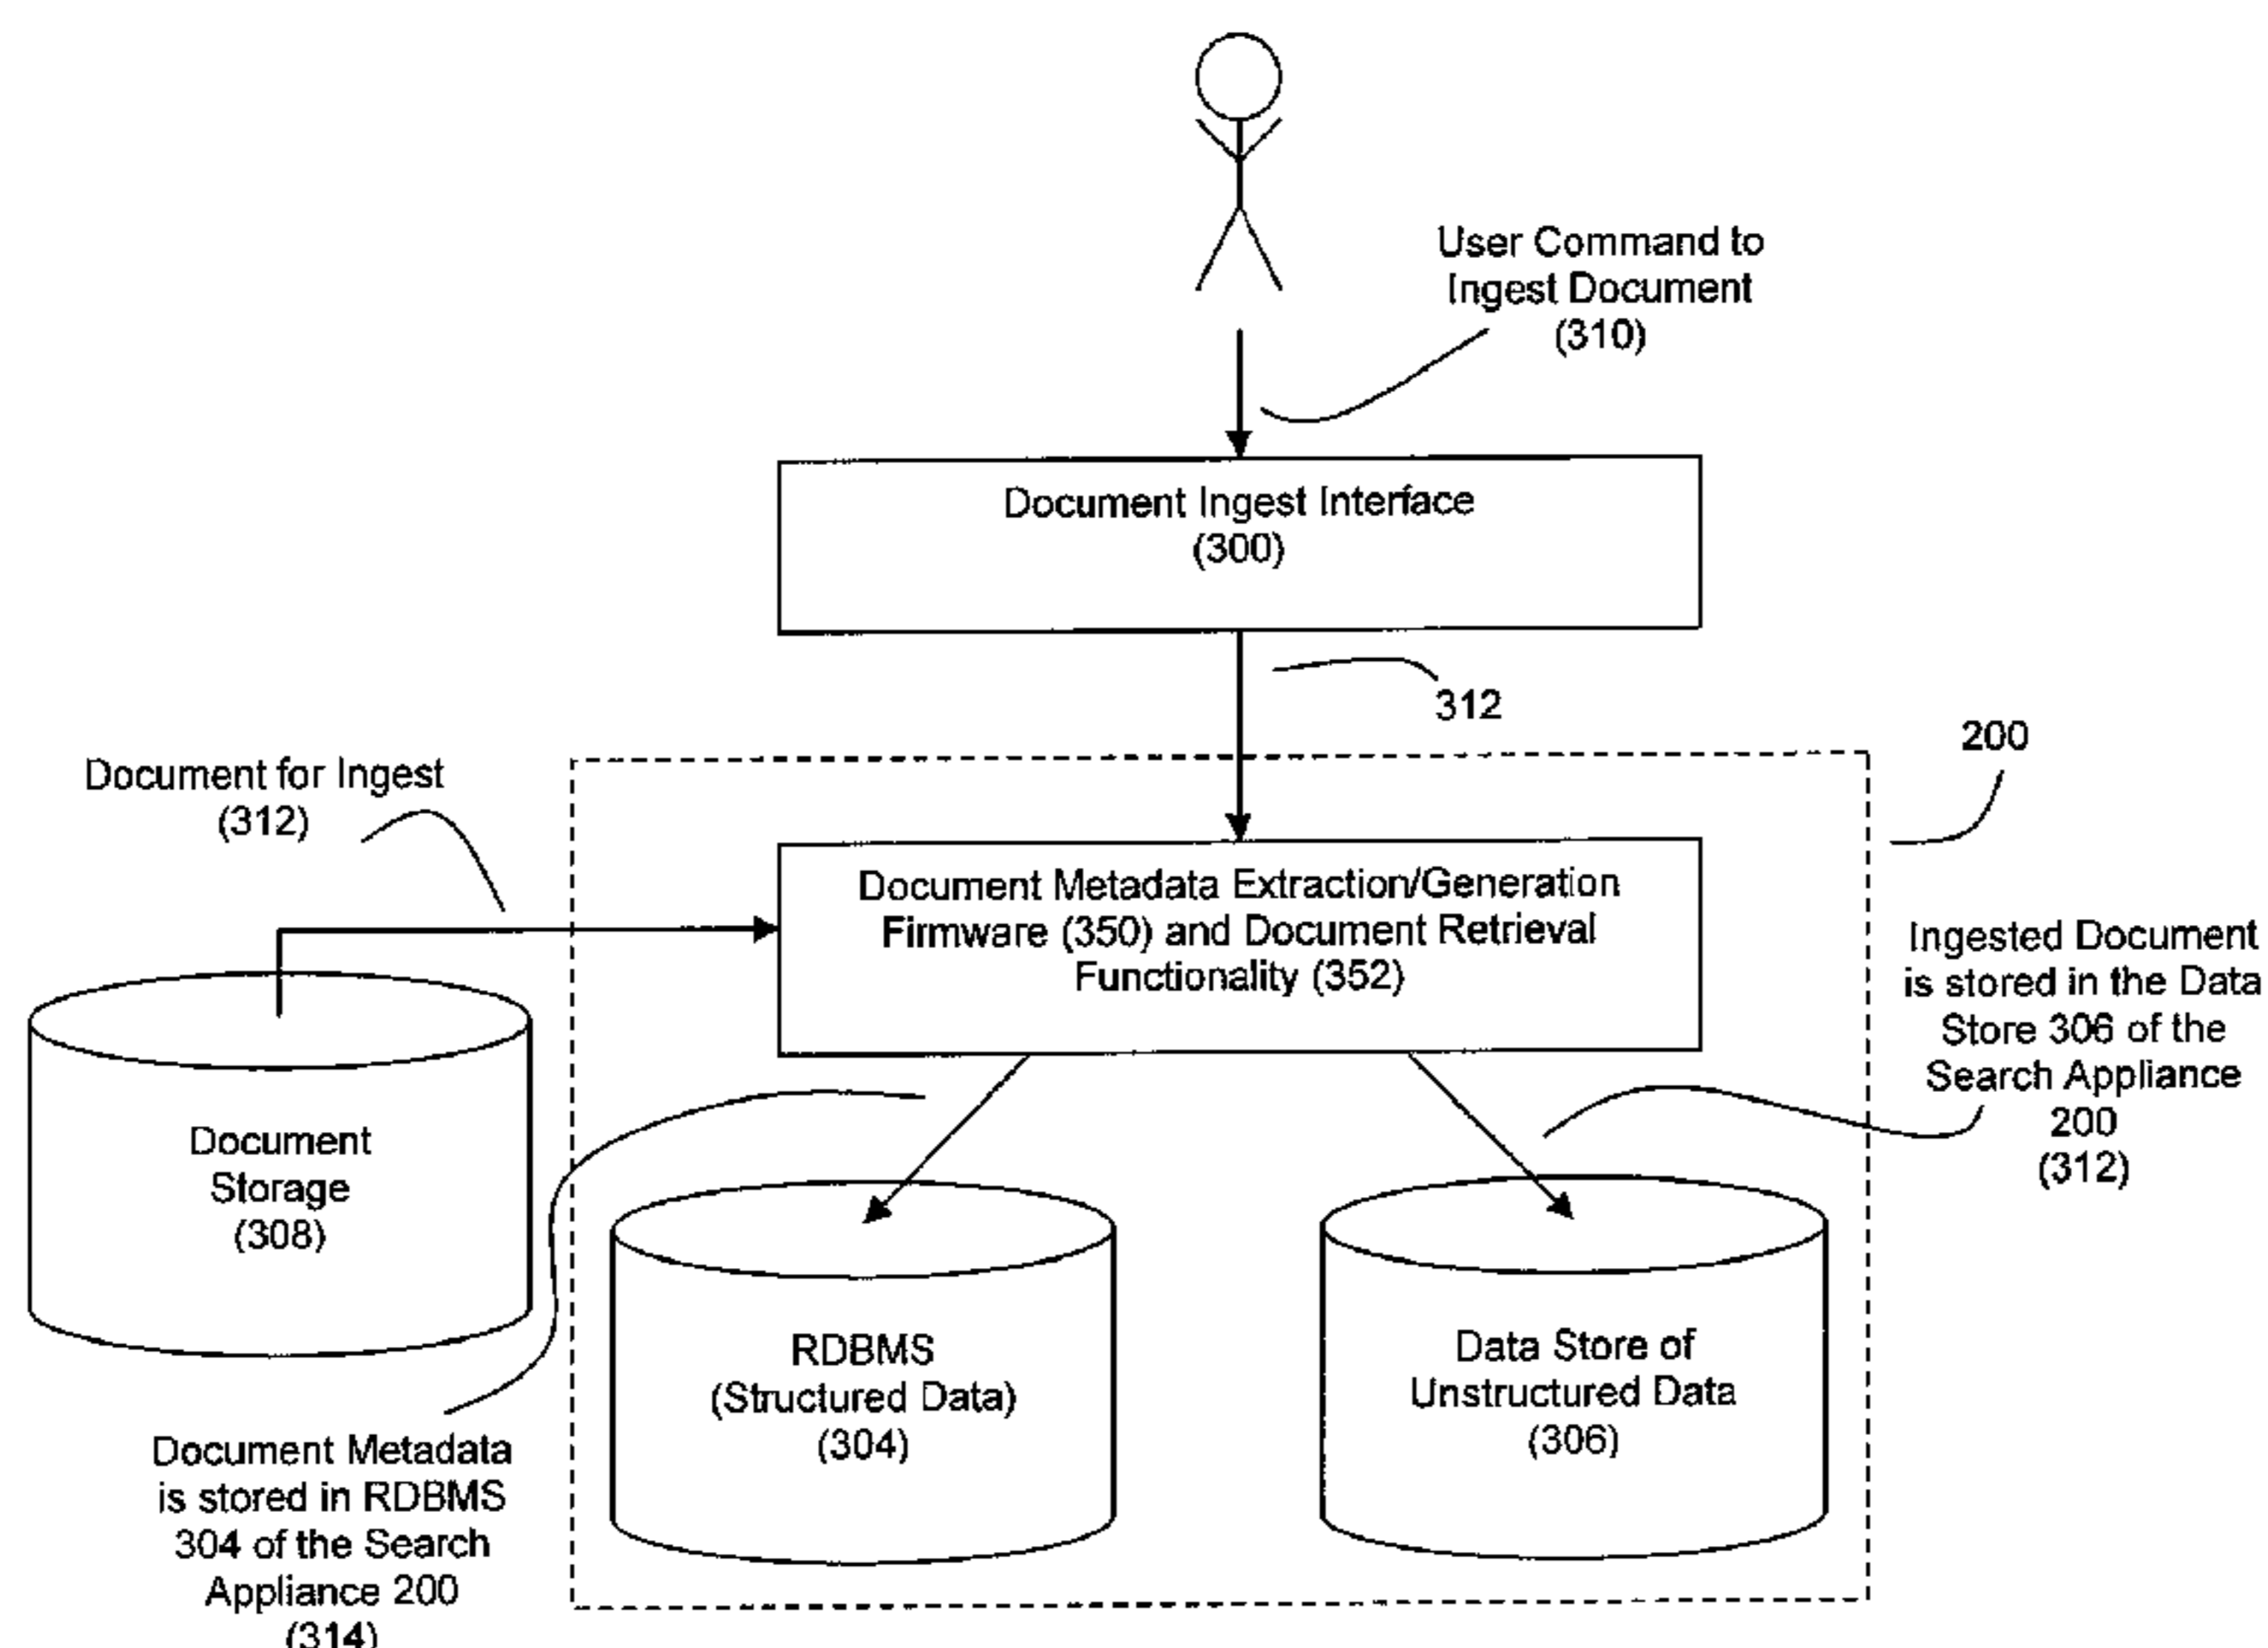 User Command to
Ingest Document
(310)
Document Ingest Interface
(300)
312
200
Document for Ingest
(312)
Document Metadata Extraction/Generation
Firmware (350) and Document Retrieval
Functionality (352)
Ingested Document
is stored in the Data
Store 306 of the
Search Appliance
200
(312)
Document
Storage
(308)
RDBMS
(Structured Data)
(304)
Data Store of
Unstructured Data
(306)
Document Metadata
is stored in RDBMS
304 of the Search
Appliance 200
(314)